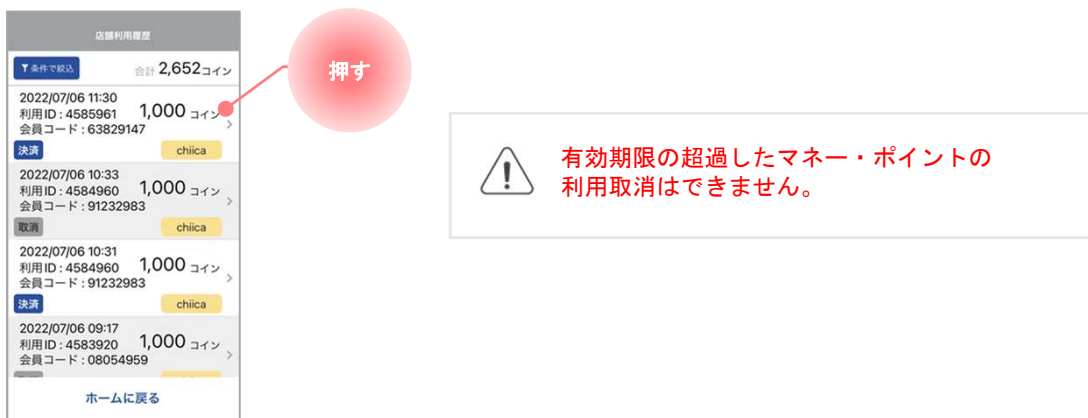 店舗利用履歴
▼条件で絞込
合計 2,652コイン
2022/07/06 11:30
利用ID : 4585961 1,000 コイン
会員コード : 63829147
決済 chiica
2022/07/06 10:33
利用ID : 4584960 1,000 コイン
会員コード : 91232983
取消 chiica
2022/07/06 10:31
利用ID : 4584960 1,000 コイン
会員コード : 91232983
決済 chiica
2022/07/06 09:17
利用ID : 4583920 1,000 コイン
会員コード : 08054959
ホームに戻る
押す
有効期限の超過したマネー・ポイントの
利用取消はできません。